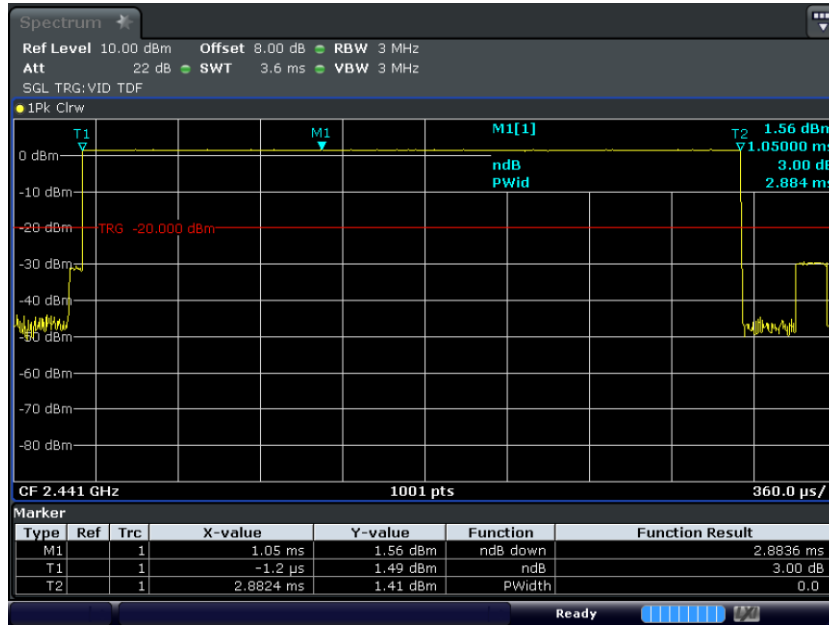 Spectrum
Ref Level 10.00 dBm Offset 8.00 dB RBW 3 MHz
Att 22 dB SWT 3.6 ms VBW 3 MHz
SGL TRG:VID TDF
1Pk Clrw
T1 M1 M1[1] T2 1.56 dBm
1.05000 ms
0 dBm
ndB 3.00 dB
PWid 2.884 ms
-10 dBm
-20 dBm TRG -20.000 dBm
-30 dBm
-40 dBm
-50 dBm
-60 dBm
-70 dBm
-80 dBm
CF 2.441 GHz 1001 pts 360.0 µs/
Marker
Type Ref Trc X-value Y-value Function Function Result
M1 1 1.05 ms 1.56 dBm ndB down 2.8836 ms
T1 1 -1.2 µs 1.49 dBm ndB 3.00 dB
T2 1 2.8824 ms 1.41 dBm PWidth 0.0
Ready